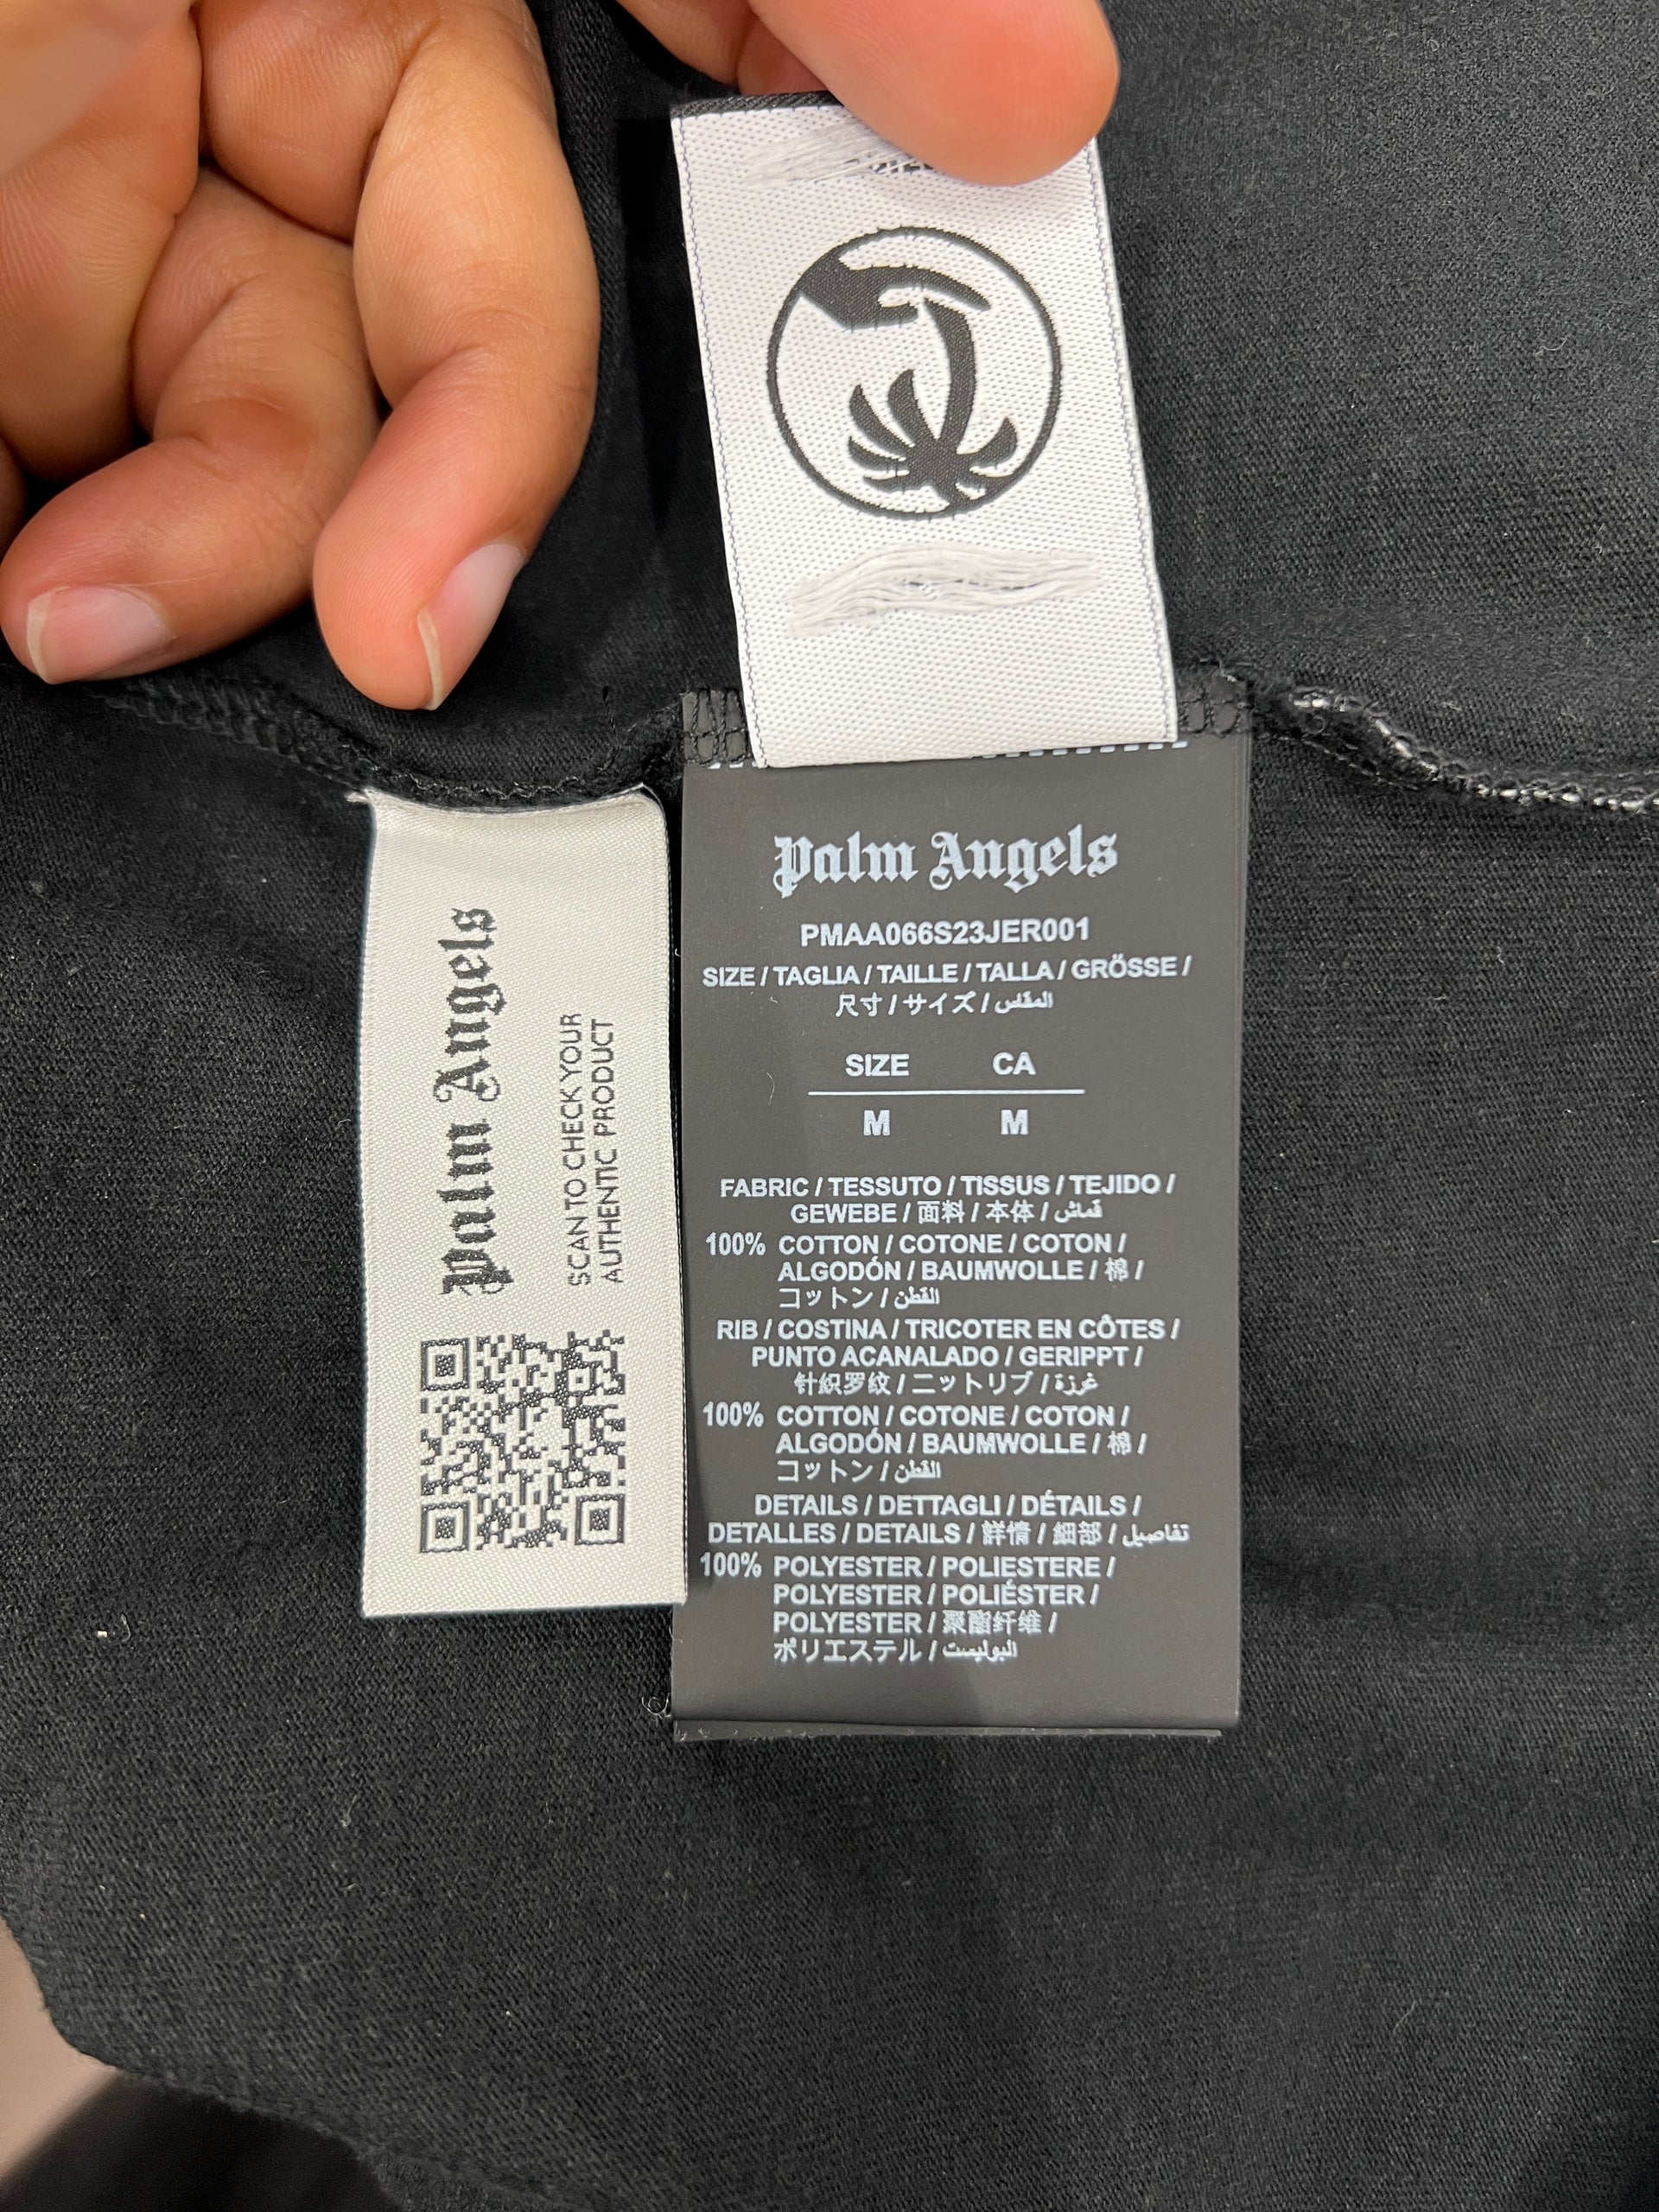 Palm Angels
SCAN TO CHECK YOUR
AUTHENTIC PRODUCT
Palm Angels
PMAA066S23JER001
SIZE / TAGLIA / TAILLE / TALLA / GRÖSSE /
尺寸 / サイズ / المقاس
SIZE CA
M M
FABRIC / TESSUTO / TISSUS / TEJIDO /
GEWEBE / 面料 / 本体 / قماش
100% COTTON / COTONE / COTON /
ALGODÓN / BAUMWOLLE / 棉 /
コットン / القطن
RIB / COSTINA / TRICOTER EN CÔTES /
PUNTO ACANALADO / GERIPPT /
针织罗纹 / ニットリブ / غرزة
100% COTTON / COTONE / COTON /
ALGODÓN / BAUMWOLLE / 棉 /
コットン / القطن
DETAILS / DETTAGLI / DÉTAILS /
DETALLES / DETAILS / 詳情 / 細部 / تفاصيل
100% POLYESTER / POLIESTERE /
POLYESTER / POLIÉSTER /
POLYESTER / 聚酯纤维 /
ポリエステル / البوليست